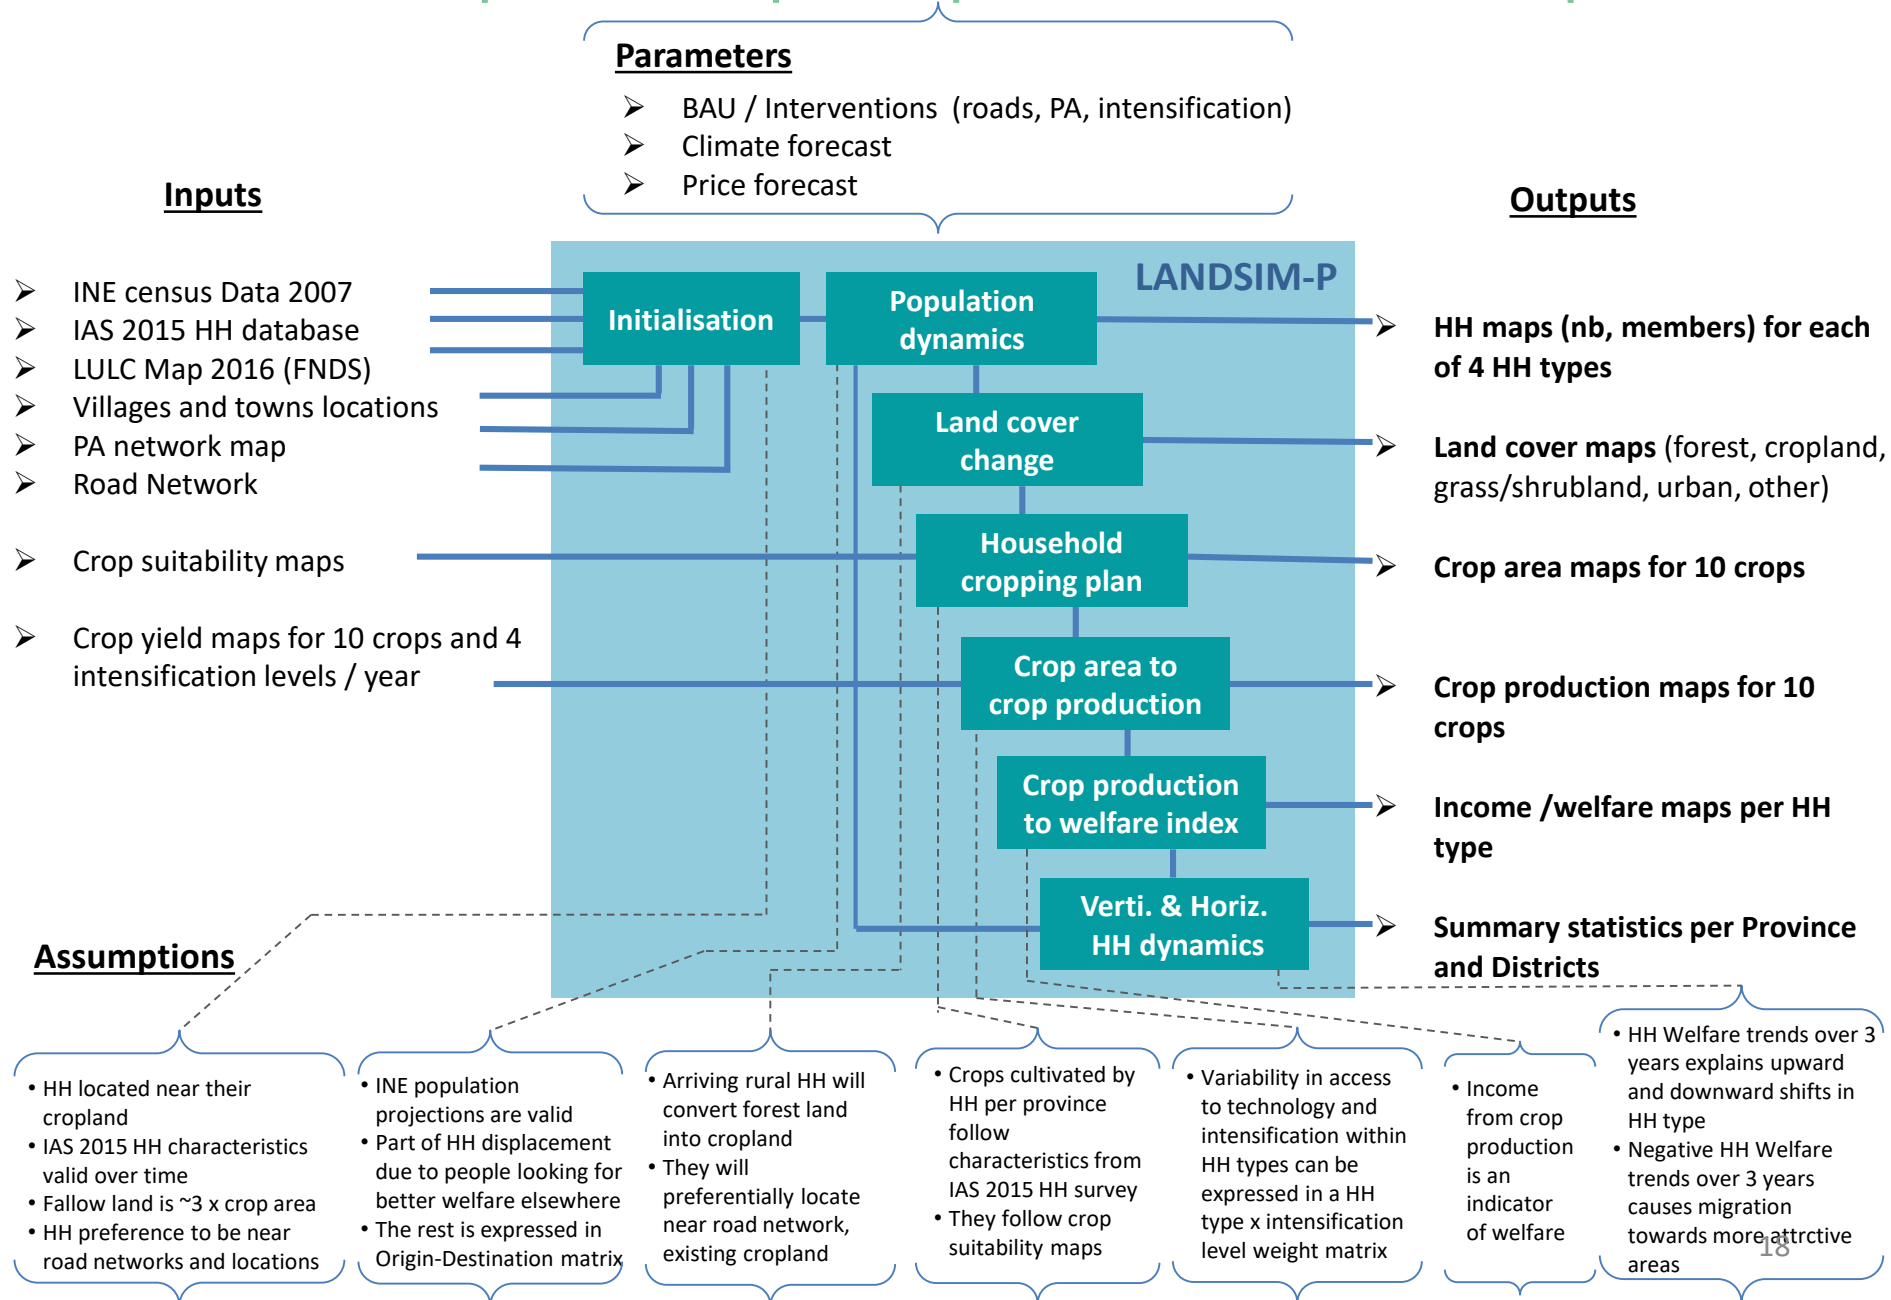 Parameters
➢ BAU / Interventions (roads, PA, intensification)
➢ Climate forecast
➢ Price forecast
Inputs
➢ INE census Data 2007
➢ IAS 2015 HH database
➢ LULC Map 2016 (FNDS)
➢ Villages and towns locations
➢ PA network map
➢ Road Network
➢ Crop suitability maps
➢ Crop yield maps for 10 crops and 4
intensification levels / year
LANDSIM-P
Initialisation
Population
dynamics
Land cover
change
Household
cropping plan
Crop area to
crop production
Crop production
to welfare index
Verti. & Horiz.
HH dynamics
Outputs
➢ HH maps (nb, members) for each
of 4 HH types
➢ Land cover maps (forest, cropland,
grass/shrubland, urban, other)
➢ Crop area maps for 10 crops
➢ Crop production maps for 10
crops
➢ Income /welfare maps per HH
type
➢ Summary statistics per Province
and Districts
Assumptions
• HH located near their
cropland
• IAS 2015 HH characteristics
valid over time
• Fallow land is ~3 x crop area
• HH preference to be near
road networks and locations
• INE population
projections are valid
• Part of HH displacement
due to people looking for
better welfare elsewhere
• The rest is expressed in
Origin-Destination matrix
• Arriving rural HH will
convert forest land
into cropland
• They will
preferentially locate
near road network,
existing cropland
• Crops cultivated by
HH per province
follow
characteristics from
IAS 2015 HH survey
• They follow crop
suitability maps
• Variability in access
to technology and
intensification within
HH types can be
expressed in a HH
type x intensification
level weight matrix
• Income
from crop
production
is an
indicator
of welfare
• HH Welfare trends over 3
years explains upward
and downward shifts in
HH type
• Negative HH Welfare
trends over 3 years
causes migration
towards more attrctive
areas
18